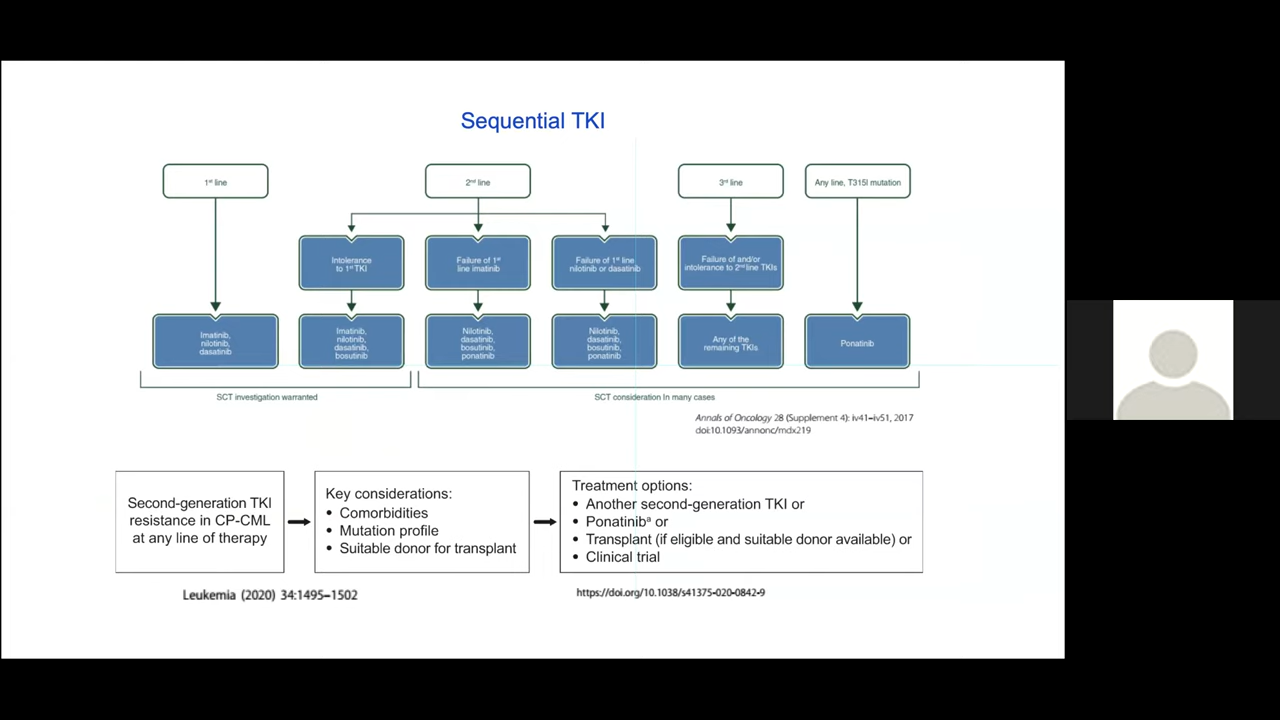 Sequential TKI
1st line
2nd line
3rd line
Any line, T315I mutation
Intolerance
to 1st TKI
Failure of 1st
line imatinib
Failure of 1st line
nilotinib or dasatinib
Failure of and/or
intolerance to 2nd line TKIs
Imatinib,
nilotinib,
dasatinib
Imatinib,
nilotinib,
dasatinib,
bosutinib
Nilotinib,
dasatinib,
bosutinib,
ponatinib
Nilotinib,
dasatinib,
bosutinib,
ponatinib
Any of the
remaining TKIs
Ponatinib
SCT investigation warranted
SCT consideration In many cases
Annals of Oncology 28 (Supplement 4): iv41–iv51, 2017
doi:10.1093/annonc/mdx219
Second-generation TKI
resistance in CP-CML
at any line of therapy
Key considerations:
• Comorbidities
• Mutation profile
• Suitable donor for transplant
Treatment options:
• Another second-generation TKI or
• Ponatinibᵃ or
• Transplant (if eligible and suitable donor available) or
• Clinical trial
Leukemia (2020) 34:1495–1502
https://doi.org/10.1038/s41375-020-0842-9